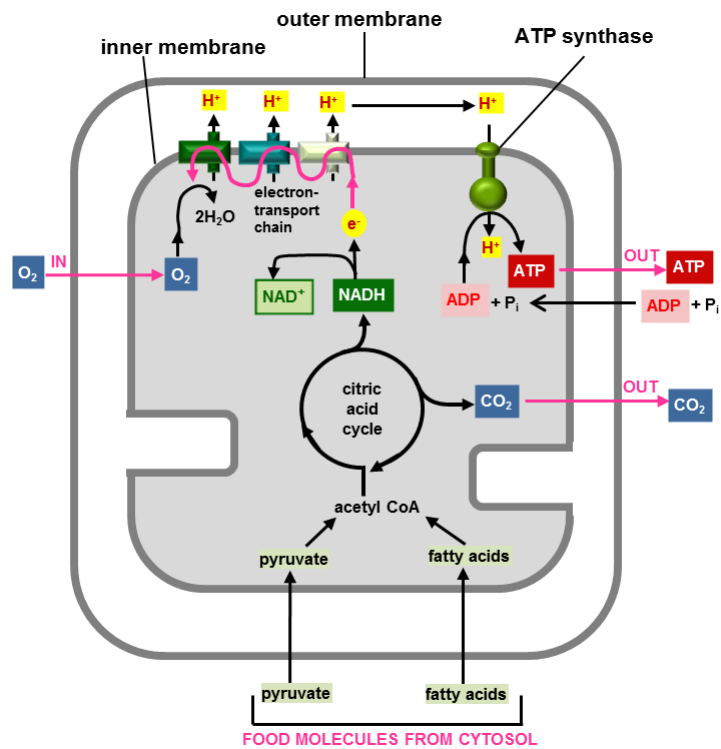 outer membrane
inner membrane
ATP synthase
H⁺
H⁺
H⁺
H⁺
electron-
transport
chain
2H₂O
e⁻
H⁺
IN
O₂
O₂
NAD⁺
NADH
ATP
OUT
ATP
ADP + Pᵢ
ADP + Pᵢ
citric
acid
cycle
CO₂
OUT
CO₂
acetyl CoA
pyruvate
fatty acids
pyruvate
fatty acids
FOOD MOLECULES FROM CYTOSOL